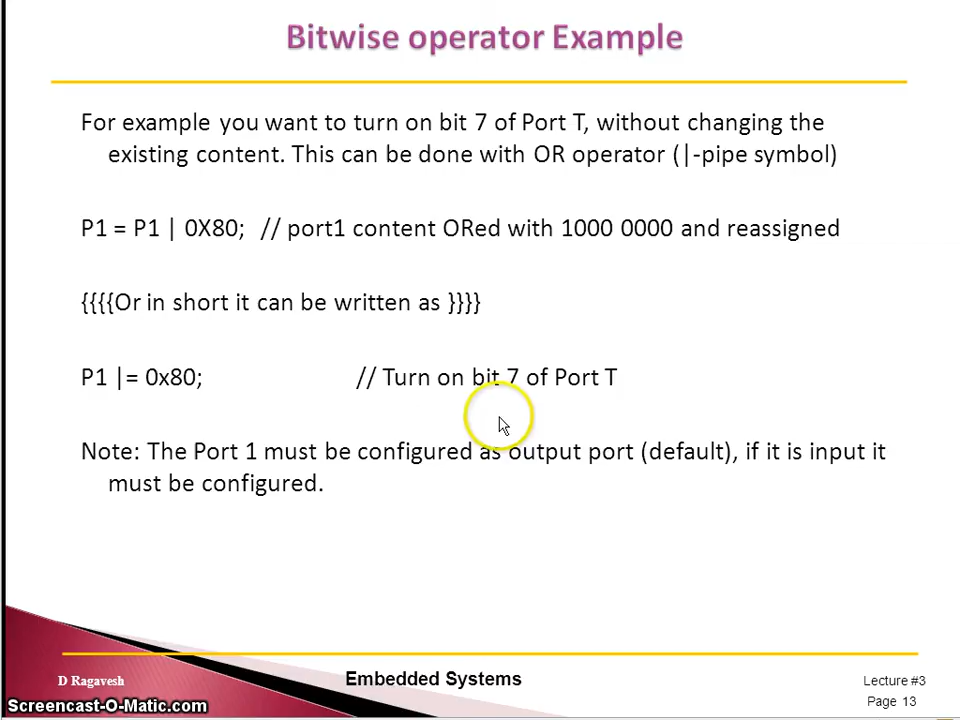 Bitwise operator Example
For example you want to turn on bit 7 of Port T, without changing the
existing content. This can be done with OR operator (|-pipe symbol)
P1 = P1 | 0X80; // port1 content ORed with 1000 0000 and reassigned
{{{{Or in short it can be written as }}}}
P1 |= 0x80; // Turn on bit 7 of Port T
Note: The Port 1 must be configured as output port (default), if it is input it
must be configured.
D Ragavesh
Embedded Systems
Lecture #3
Page 13
Screencast-O-Matic.com